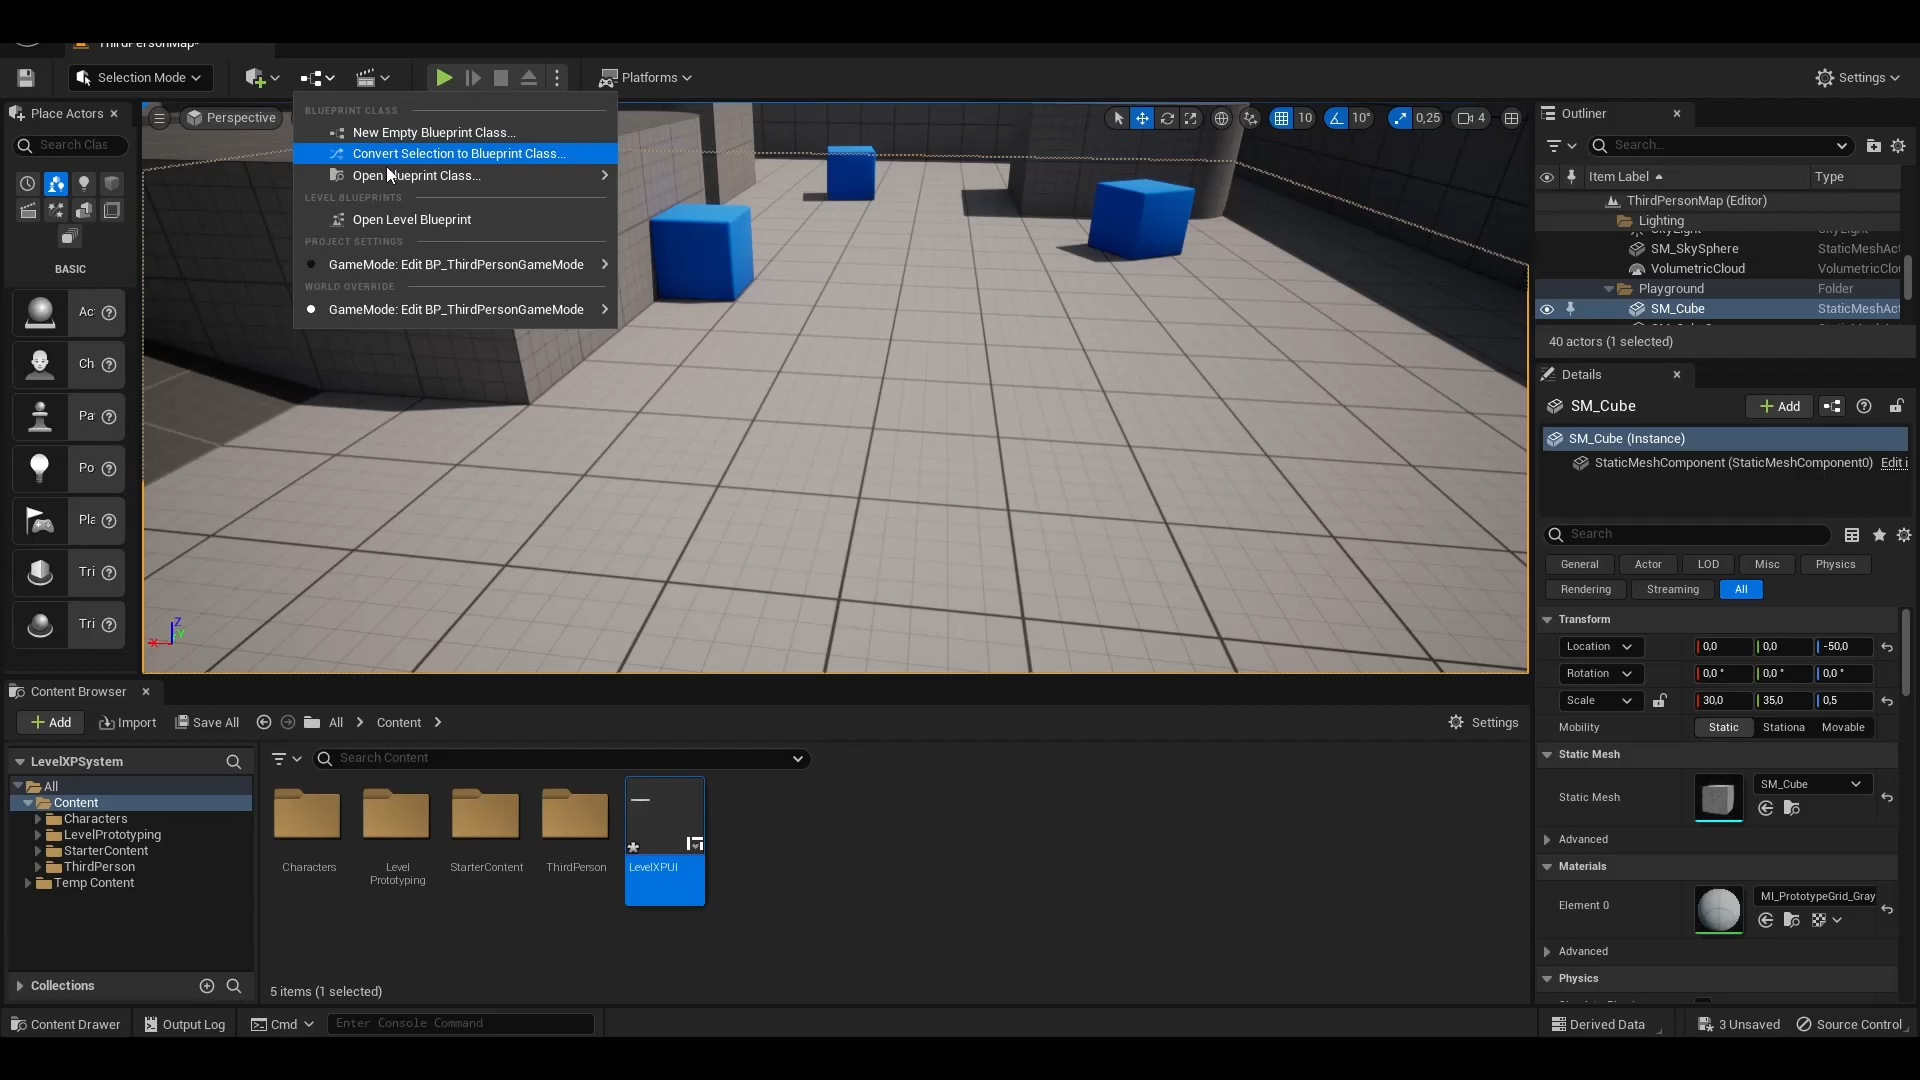 ThirdPersonMap*
Selection Mode
Platforms
Settings
Place Actors
Search Clas
BASIC
Ac
Ch
Pa
Po
Pla
Tri
Tri
Perspective
BLUEPRINT CLASS
New Empty Blueprint Class...
Convert Selection to Blueprint Class...
Open Blueprint Class...
LEVEL BLUEPRINTS
Open Level Blueprint
PROJECT SETTINGS
GameMode: Edit BP_ThirdPersonGameMode
WORLD OVERRIDE
GameMode: Edit BP_ThirdPersonGameMode
10
10°
0,25
4
Z
Y
X
Outliner
Search...
Item Label
Type
ThirdPersonMap (Editor)
Lighting
SkyLight
SM_SkySphere
StaticMeshAct
VolumetricCloud
VolumetricClou
Playground
Folder
SM_Cube
StaticMeshAct
40 actors (1 selected)
Details
SM_Cube
Add
SM_Cube (Instance)
StaticMeshComponent (StaticMeshComponent0)
Edit i
Search
General
Actor
LOD
Misc
Physics
Rendering
Streaming
All
Transform
Location
0,0
0,0
-50,0
Rotation
0,0 °
0,0 °
0,0 °
Scale
30,0
35,0
0,5
Mobility
Static
Stationa
Movable
Static Mesh
Static Mesh
SM_Cube
Advanced
Materials
Element 0
MI_PrototypeGrid_Gray
Advanced
Physics
Content Browser
Add
Import
Save All
All
Content
Settings
LevelXPSystem
All
Content
Characters
LevelPrototyping
StarterContent
ThirdPerson
Temp Content
Collections
Search Content
Characters
Level
Prototyping
StarterContent
ThirdPerson
LevelXPUI
5 items (1 selected)
Content Drawer
Output Log
Cmd
Enter Console Command
Derived Data
3 Unsaved
Source Control